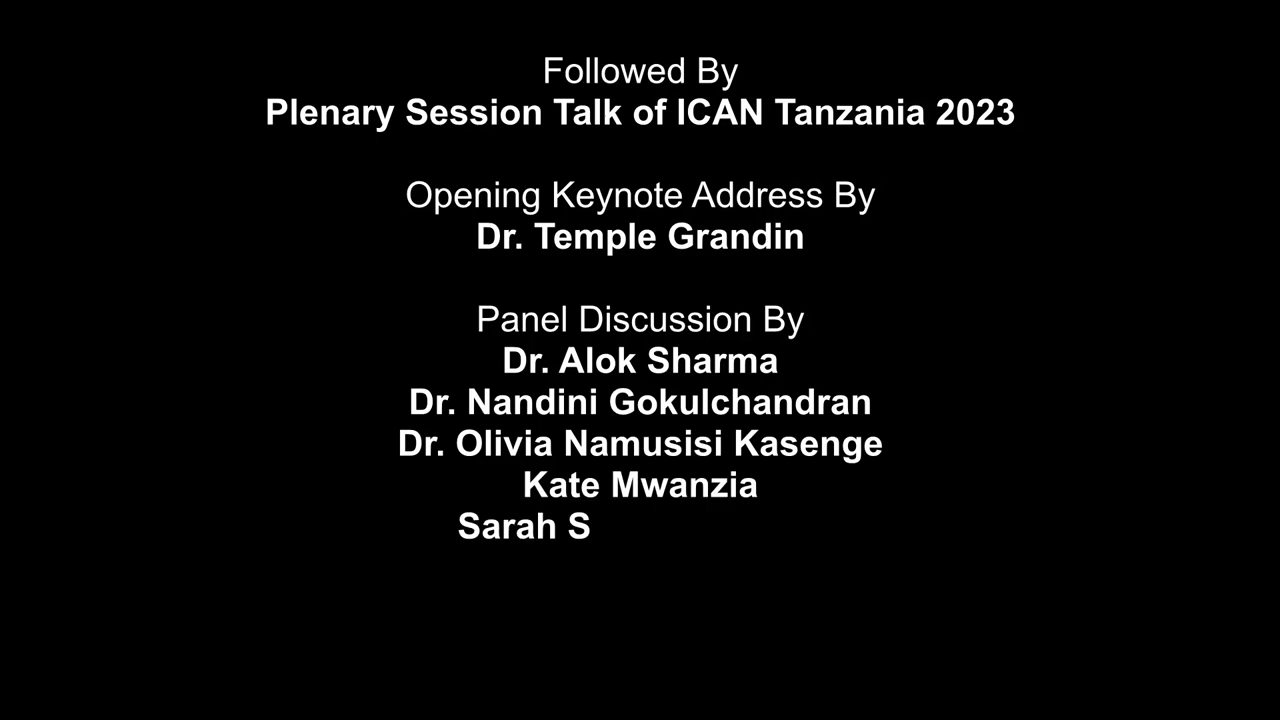 Followed By
Plenary Session Talk of ICAN Tanzania 2023
Opening Keynote Address By
Dr. Temple Grandin
Panel Discussion By
Dr. Alok Sharma
Dr. Nandini Gokulchandran
Dr. Olivia Namusisi Kasenge
Kate Mwanzia
Sarah S